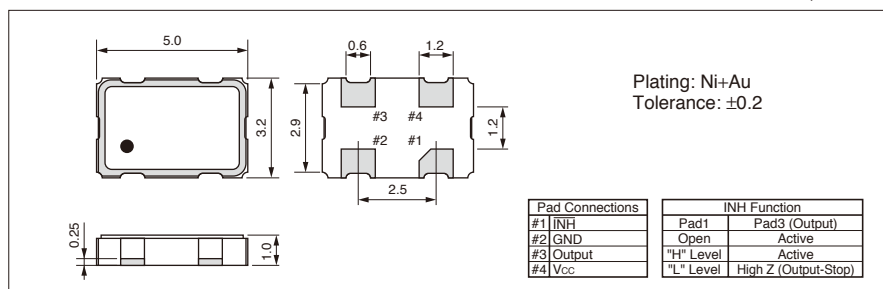 5.0
3.2
0.25
1.0
0.6
1.2
2.9
1.2
#3 #4
#2 #1
2.5
Plating: Ni+Au
Tolerance: ±0.2
Pad Connections
#1 INH
#2 GND
#3 Output
#4 Vcc
INH Function
Pad1 Pad3 (Output)
Open Active
"H" Level Active
"L" Level High Z (Output-Stop)